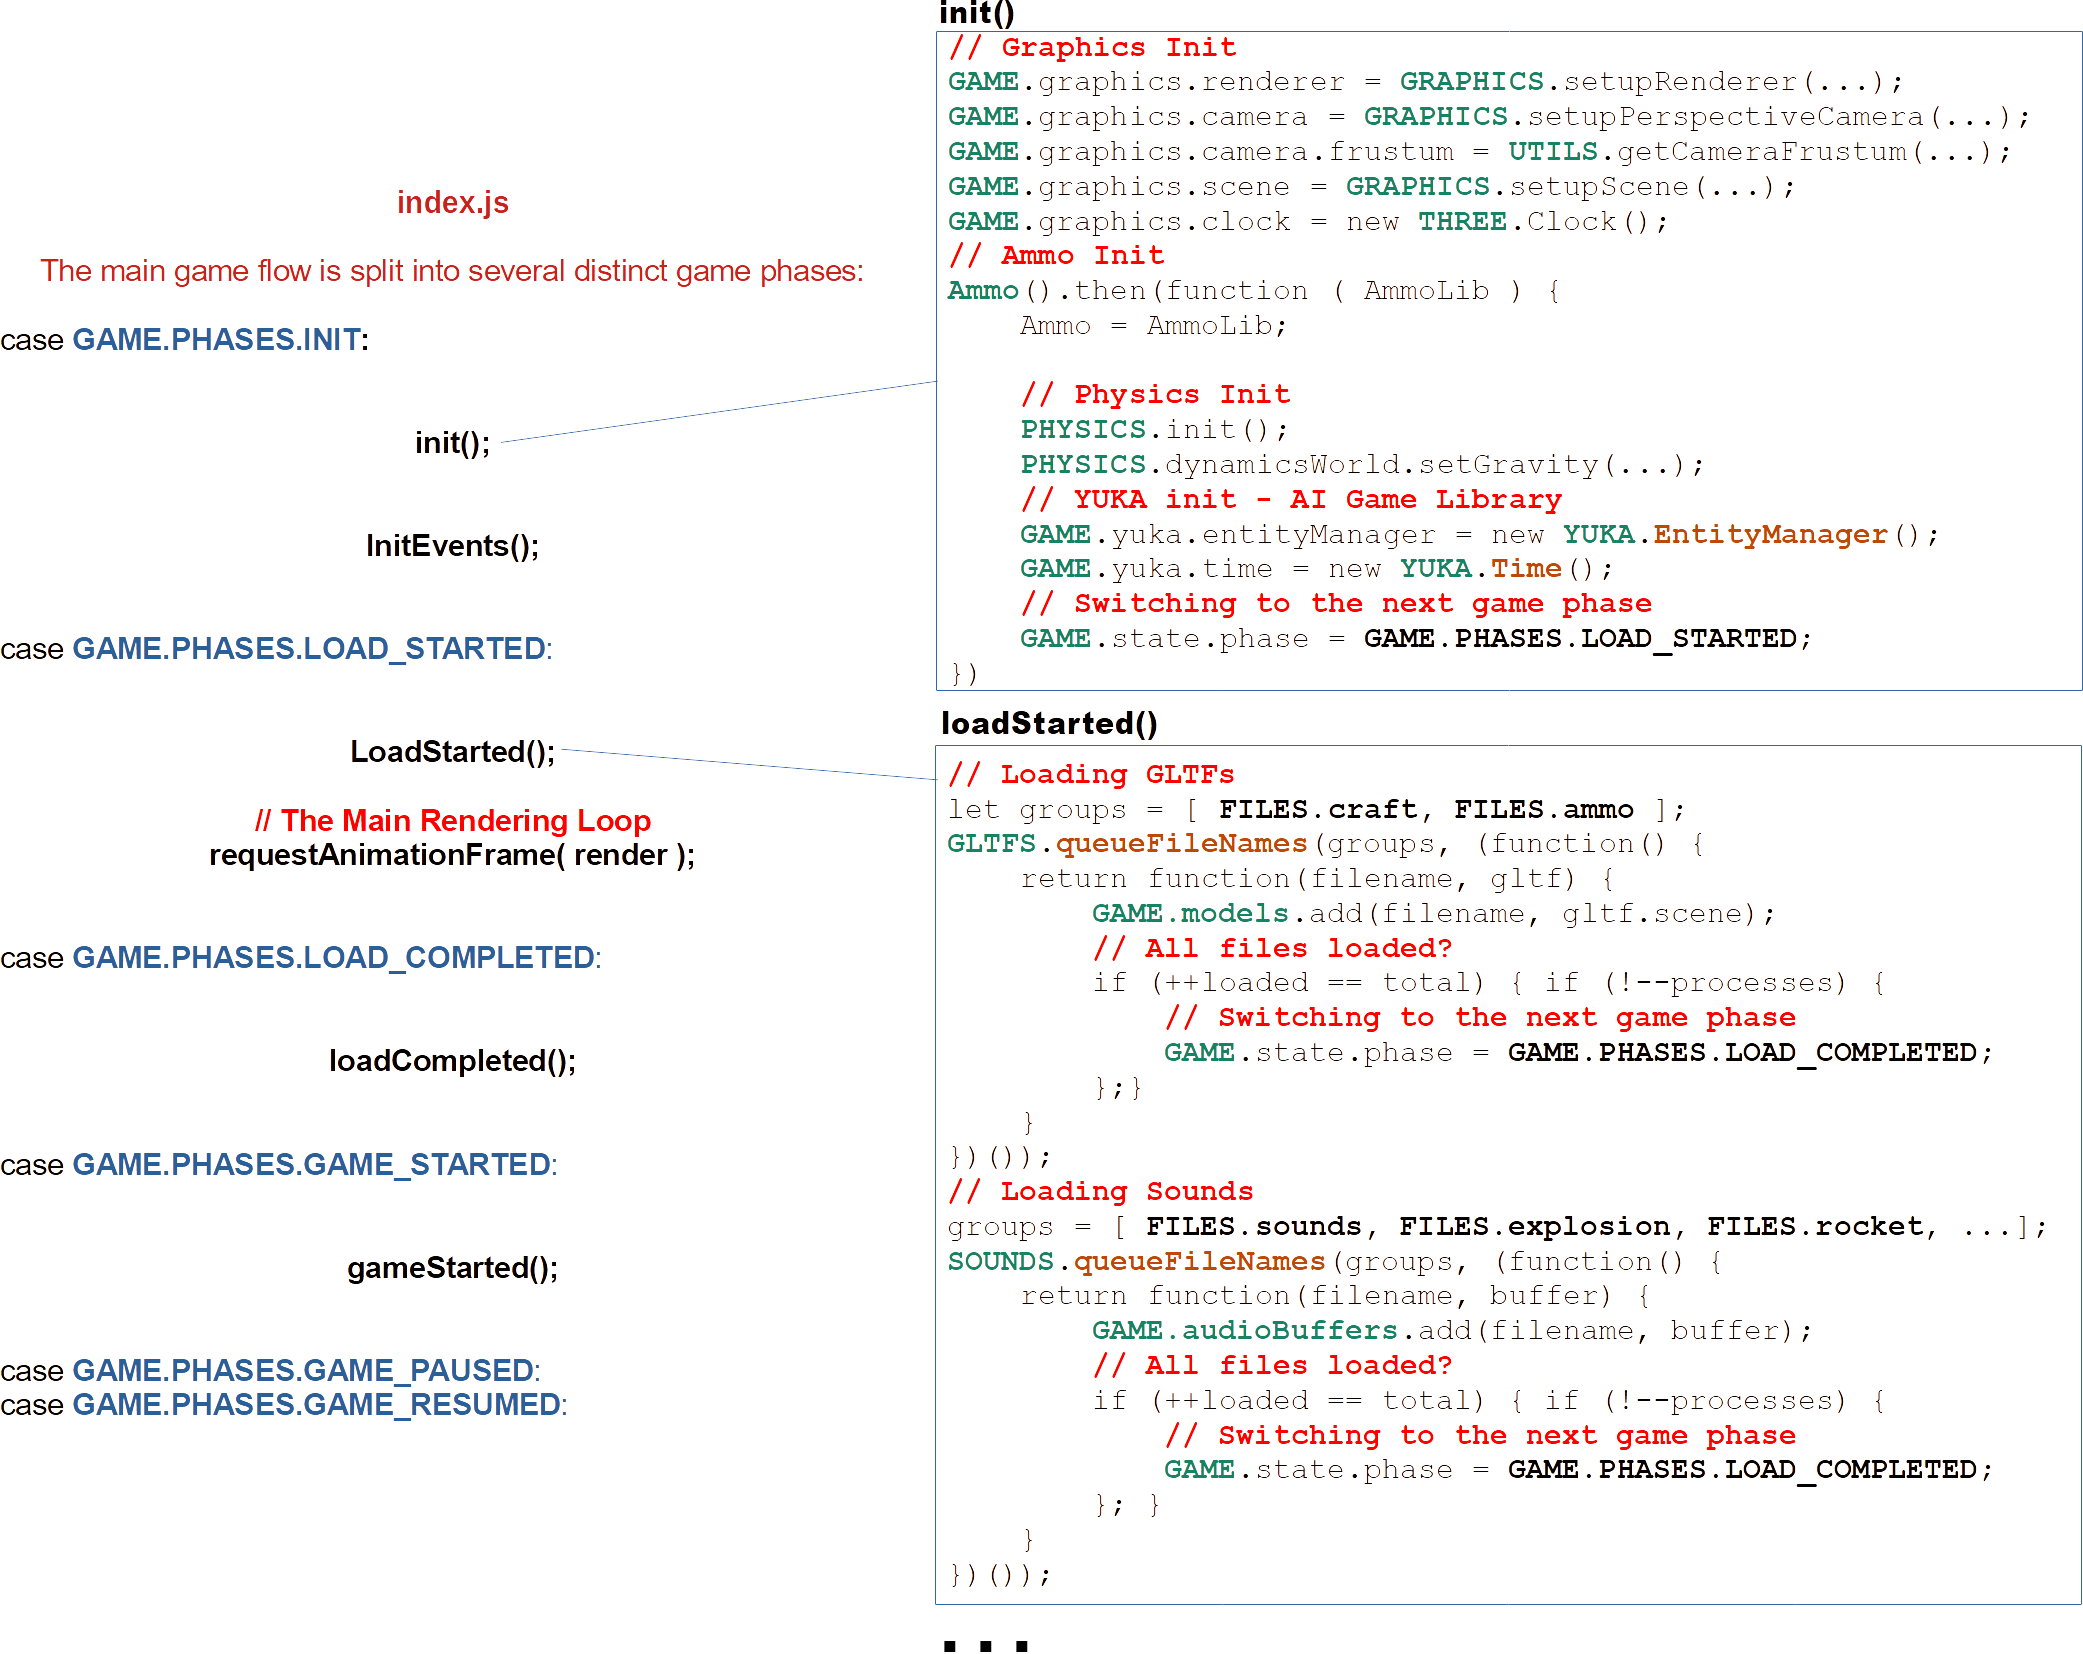 index.js
The main game flow is split into several distinct game phases:
case GAME.PHASES.INIT:
init();
InitEvents();
case GAME.PHASES.LOAD_STARTED:
LoadStarted();
// The Main Rendering Loop
requestAnimationFrame( render );
case GAME.PHASES.LOAD_COMPLETED:
loadCompleted();
case GAME.PHASES.GAME_STARTED:
gameStarted();
case GAME.PHASES.GAME_PAUSED:
case GAME.PHASES.GAME_RESUMED:
init()
// Graphics Init
GAME.graphics.renderer = GRAPHICS.setupRenderer(...);
GAME.graphics.camera = GRAPHICS.setupPerspectiveCamera(...);
GAME.graphics.camera.frustum = UTILS.getCameraFrustum(...);
GAME.graphics.scene = GRAPHICS.setupScene(...);
GAME.graphics.clock = new THREE.Clock();
// Ammo Init
Ammo().then(function ( AmmoLib ) {
Ammo = AmmoLib;
// Physics Init
PHYSICS.init();
PHYSICS.dynamicsWorld.setGravity(...);
// YUKA init - AI Game Library
GAME.yuka.entityManager = new YUKA.EntityManager();
GAME.yuka.time = new YUKA.Time();
// Switching to the next game phase
GAME.state.phase = GAME.PHASES.LOAD_STARTED;
})
loadStarted()
// Loading GLTFs
let groups = [ FILES.craft, FILES.ammo ];
GLTFS.queueFileNames(groups, (function() {
return function(filename, gltf) {
GAME.models.add(filename, gltf.scene);
// All files loaded?
if (++loaded == total) { if (!--processes) {
// Switching to the next game phase
GAME.state.phase = GAME.PHASES.LOAD_COMPLETED;
};}
}
})());
// Loading Sounds
groups = [ FILES.sounds, FILES.explosion, FILES.rocket, ...];
SOUNDS.queueFileNames(groups, (function() {
return function(filename, buffer) {
GAME.audioBuffers.add(filename, buffer);
// All files loaded?
if (++loaded == total) { if (!--processes) {
// Switching to the next game phase
GAME.state.phase = GAME.PHASES.LOAD_COMPLETED;
}; }
}
})());
...